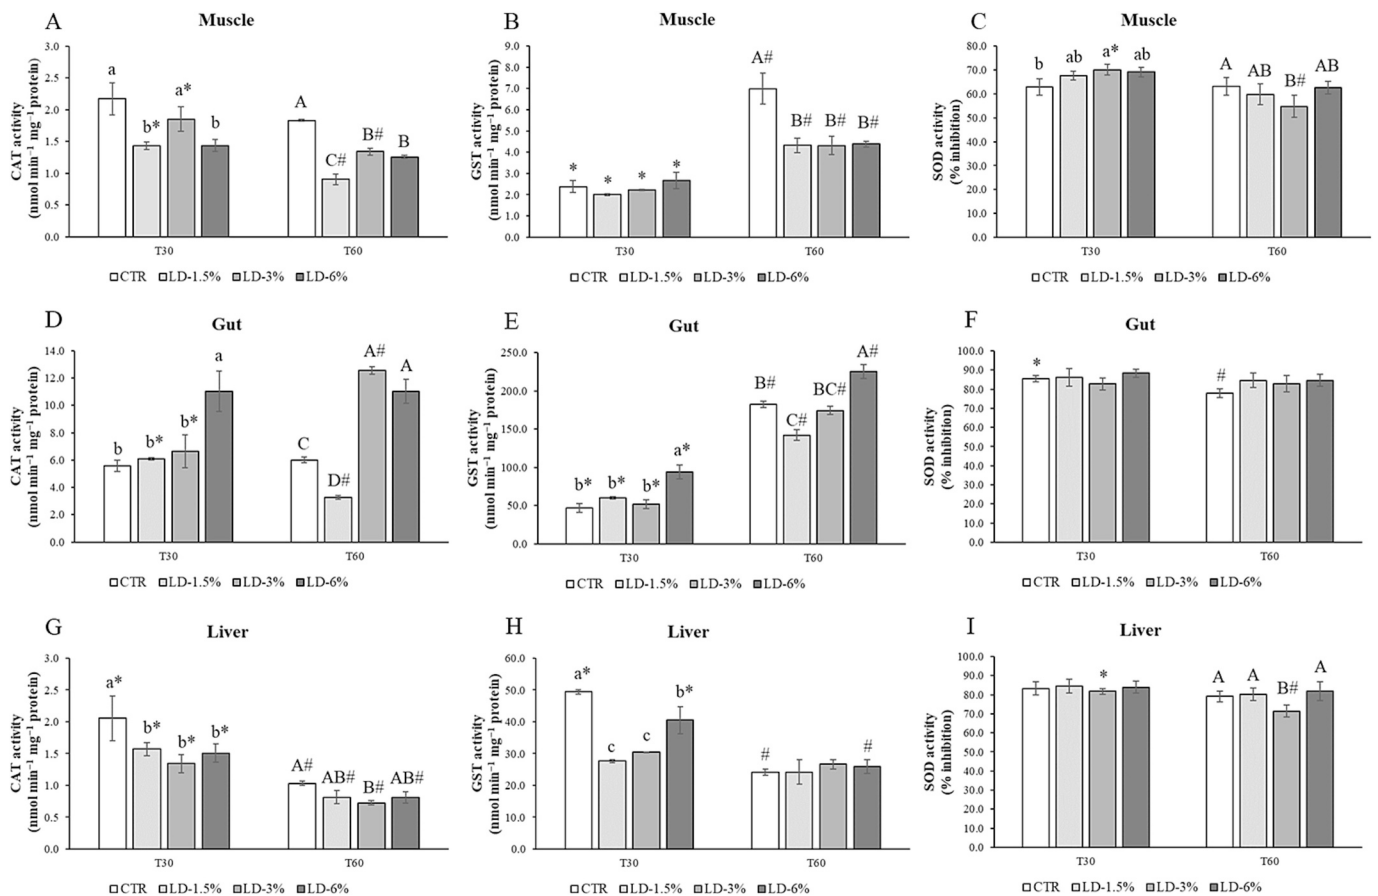 A
Muscle
CAT activity
(nmol min⁻¹ mg⁻¹ protein)
3.0
2.5
2.0
1.5
1.0
0.5
0.0
a
b*
a*
b
A
C#
B#
B
T30
T60
CTR LD-1.5% LD-3% LD-6%
B
Muscle
GST activity
(nmol min⁻¹ mg⁻¹ protein)
9.0
8.0
7.0
6.0
5.0
4.0
3.0
2.0
1.0
0.0
*
*
*
*
A#
B#
B#
B#
T30
T60
CTR LD-1.5% LD-3% LD-6%
C
Muscle
SOD activity
(% inhibition)
80.0
70.0
60.0
50.0
40.0
30.0
20.0
10.0
0.0
b
ab
a*
ab
A
AB
B#
AB
T30
T60
CTR LD-1.5% LD-3% LD-6%
D
Gut
CAT activity
(nmol min⁻¹ mg⁻¹ protein)
14.0
12.0
10.0
8.0
6.0
4.0
2.0
0.0
b
b*
b*
a
C
D#
A#
A
T30
T60
CTR LD-1.5% LD-3% LD-6%
E
Gut
GST activity
(nmol min⁻¹ mg⁻¹ protein)
250.0
200.0
150.0
100.0
50.0
0.0
b*
b*
b*
a*
B#
C#
BC#
A#
T30
T60
CTR LD-1.5% LD-3% LD-6%
F
Gut
SOD activity
(% inhibition)
100.0
90.0
80.0
70.0
60.0
50.0
40.0
30.0
20.0
10.0
0.0
*
#
T30
T60
CTR LD-1.5% LD-3% LD-6%
G
Liver
CAT activity
(nmol min⁻¹ mg⁻¹ protein)
3.0
2.5
2.0
1.5
1.0
0.5
0.0
a*
b*
b*
b*
A#
AB#
B#
AB#
T30
T60
CTR LD-1.5% LD-3% LD-6%
H
Liver
GST activity
(nmol min⁻¹ mg⁻¹ protein)
60.0
50.0
40.0
30.0
20.0
10.0
0.0
a*
c
c
b*
#
#
T30
T60
CTR LD-1.5% LD-3% LD-6%
I
Liver
SOD activity
(% inhibition)
100.0
90.0
80.0
70.0
60.0
50.0
40.0
30.0
20.0
10.0
0.0
*
A
A
B#
A
T30
T60
CTR LD-1.5% LD-3% LD-6%